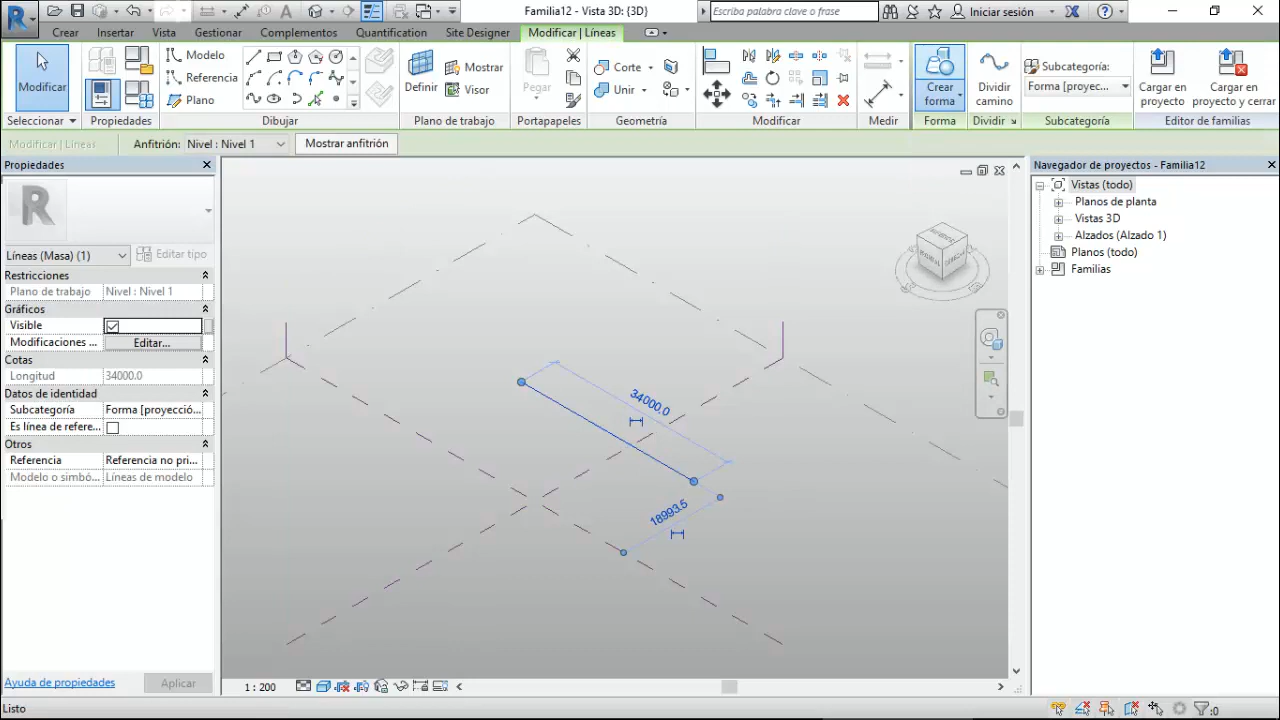 Familia12 - Vista 3D: {3D}
Escriba palabra clave o frase
Iniciar sesión
Crear
Insertar
Vista
Gestionar
Complementos
Quantification
Site Designer
Modificar | Líneas
Modificar
Seleccionar
Propiedades
Modelo
Referencia
Plano
Dibujar
Definir
Mostrar
Visor
Plano de trabajo
Pegar
Portapapeles
Corte
Unir
Geometría
Modificar
Medir
Crear forma
Forma
Dividir camino
Dividir
Subcategoría:
Forma [proyec...
Subcategoría
Cargar en proyecto
Cargar en proyecto y cerrar
Editor de familias
Modificar | Líneas
Anfitrión:
Nivel : Nivel 1
Mostrar anfitrión
Propiedades
Líneas (Masa) (1)
Editar tipo
Restricciones
Plano de trabajo
Nivel : Nivel 1
Gráficos
Visible
Modificaciones ...
Editar...
Cotas
Longitud
34000.0
Datos de identidad
Subcategoría
Forma [proyecció...
Es línea de refere...
Otros
Referencia
Referencia no pri...
Modelo o simbó...
Líneas de modelo
Ayuda de propiedades
Aplicar
34000.0
18993.5
1 : 200
Navegador de proyectos - Familia12
Vistas (todo)
Planos de planta
Vistas 3D
Alzados (Alzado 1)
Planos (todo)
Familias
Listo
:0